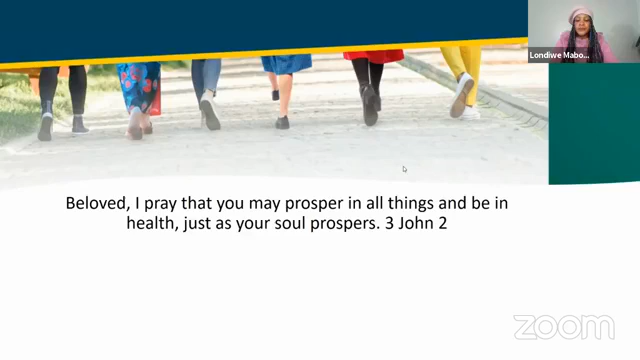 Londiwe Mabo...
Beloved, I pray that you may prosper in all things and be in
health, just as your soul prospers. 3 John 2
zoom